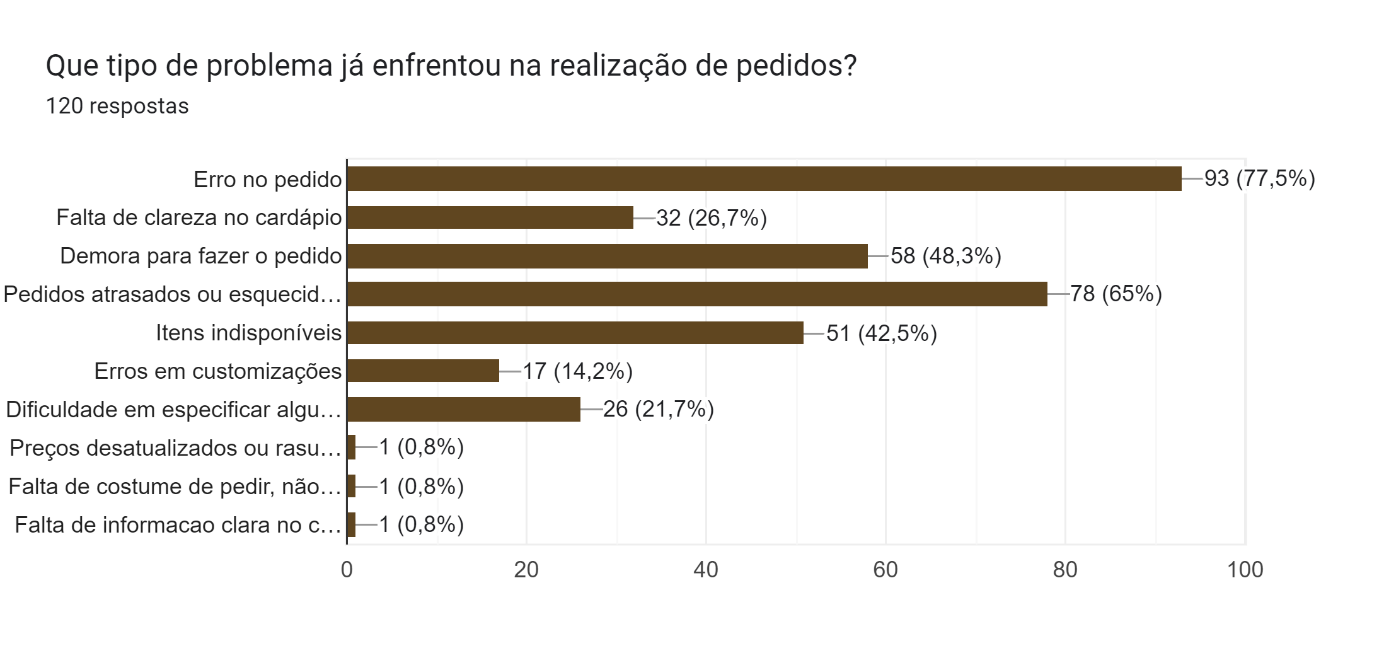 Que tipo de problema já enfrentou na realização de pedidos?
120 respostas
Erro no pedido 93 (77,5%)
Falta de clareza no cardápio 32 (26,7%)
Demora para fazer o pedido 58 (48,3%)
Pedidos atrasados ou esquecid… 78 (65%)
Itens indisponíveis 51 (42,5%)
Erros em customizações 17 (14,2%)
Dificuldade em especificar algu… 26 (21,7%)
Preços desatualizados ou rasu… 1 (0,8%)
Falta de costume de pedir, não… 1 (0,8%)
Falta de informacao clara no c… 1 (0,8%)
0 20 40 60 80 100